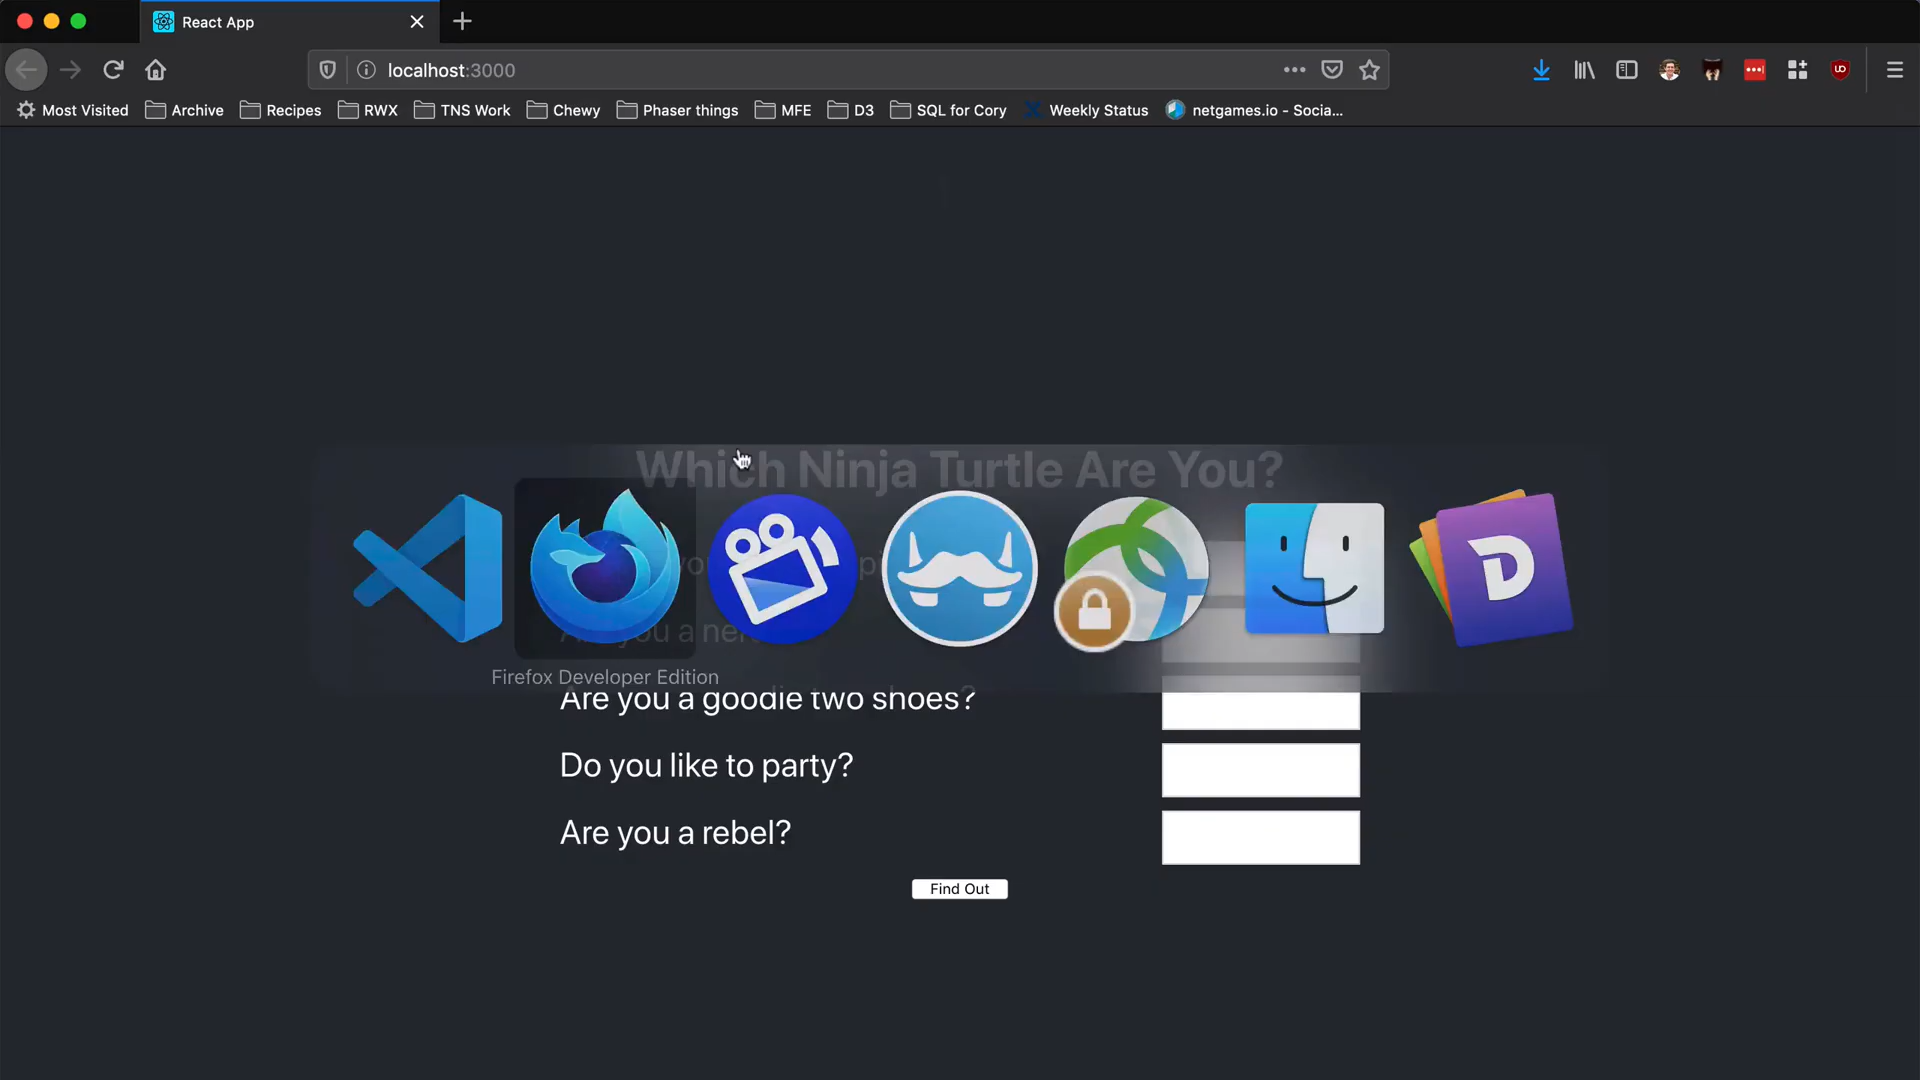 React App
localhost:3000
Most Visited Archive Recipes RWX TNS Work Chewy Phaser things MFE D3 SQL for Cory Weekly Status netgames.io - Socia...
Which Ninja Turtle Are You?
you a
Firefox Developer Edition
Are you a goodie two shoes?
Do you like to party?
Are you a rebel?
Find Out